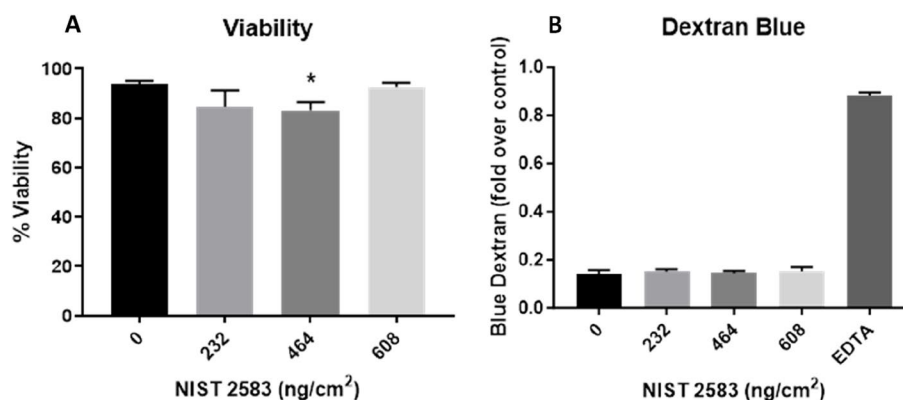 A
Viability
% Viability
100
80
60
40
20
0
*
0
232
464
608
NIST 2583 (ng/cm²)
B
Dextran Blue
Blue Dextran (fold over control)
1.0
0.8
0.6
0.4
0.2
0.0
0
232
464
608
EDTA
NIST 2583 (ng/cm²)